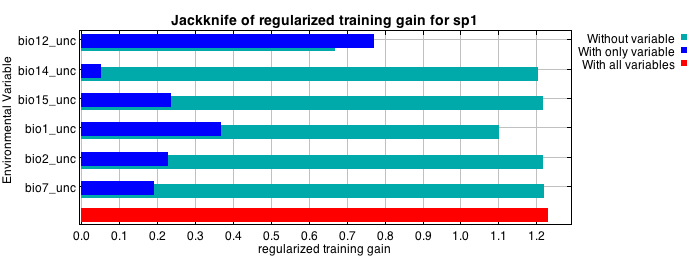 Jackknife of regularized training gain for sp1
Environmental Variable
bio12_unc
bio14_unc
bio15_unc
bio1_unc
bio2_unc
bio7_unc
0.0 0.1 0.2 0.3 0.4 0.5 0.6 0.7 0.8 0.9 1.0 1.1 1.2
regularized training gain
Without variable
With only variable
With all variables